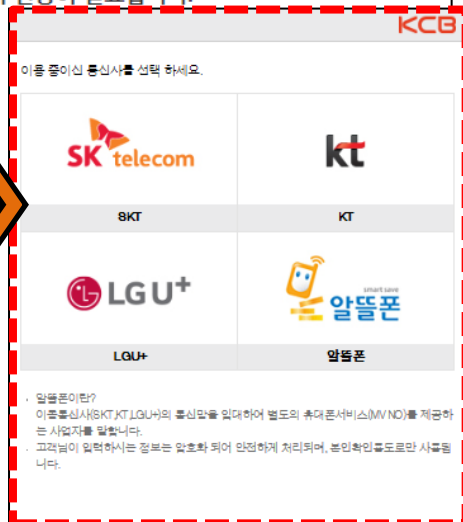 KCB
이용 중이신 통신사를 선택 하세요.
SK telecom
kt
SKT
KT
LG U+
smart save
알뜰폰
LGU+
알뜰폰
알뜰폰이란?
이동통신사(SKT,KT,LGU+)의 통신망을 임대하여 별도의 휴대폰서비스(MVNO)를 제공하
는 사업자를 말합니다.
고객님이 입력하시는 정보는 암호화 되어 안전하게 처리되며, 본인확인용도로만 사용됩
니다.